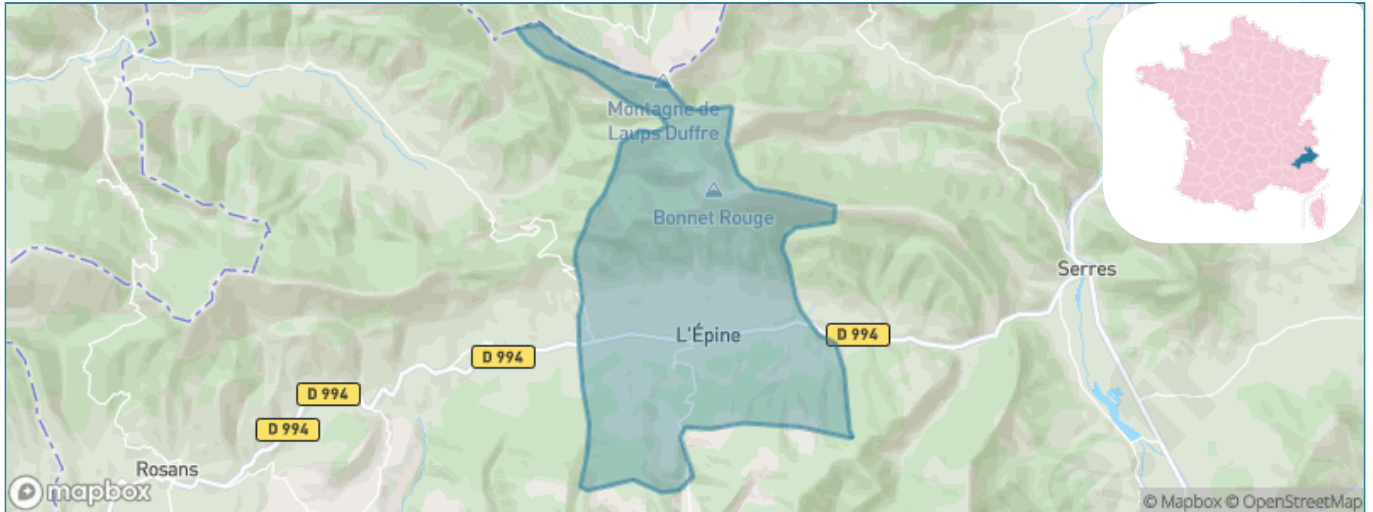 Montagne de
Laups Duffre
Bonnet Rouge
Serres
L'Épine
D 994
D 994
D 994
D 994
Rosans
mapbox
© Mapbox © OpenStreetMap